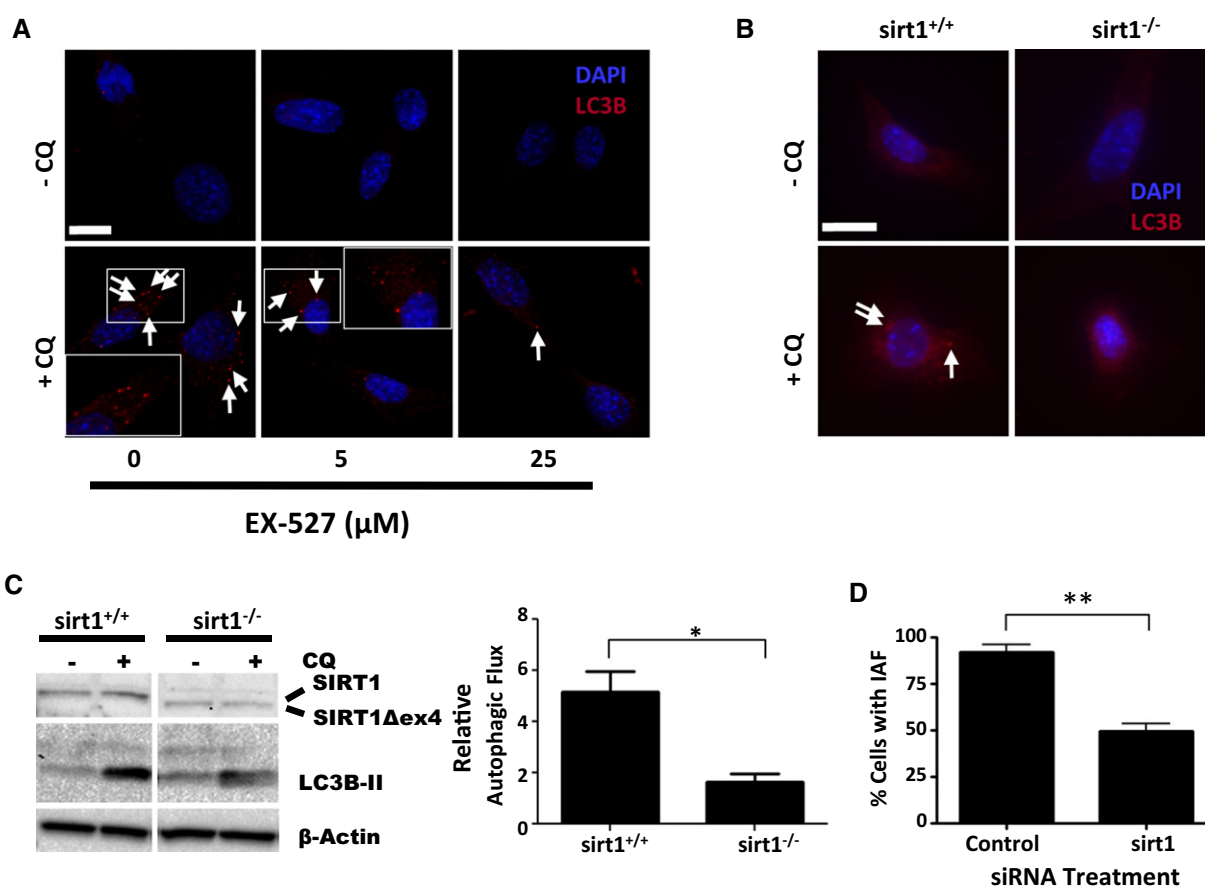 A
DAPI
LC3B
- CQ
+ CQ
0 5 25
EX-527 (µM)
B
sirt1+/+ sirt1-/-
DAPI
LC3B
- CQ
+ CQ
C
sirt1+/+ sirt1-/-
- + - + CQ
SIRT1
SIRT1Δex4
LC3B-II
β-Actin
Relative
Autophagic Flux
8
6
4
2
0
*
sirt1+/+ sirt1-/-
D
% Cells with IAF
100
75
50
25
0
**
Control sirt1
siRNA Treatment